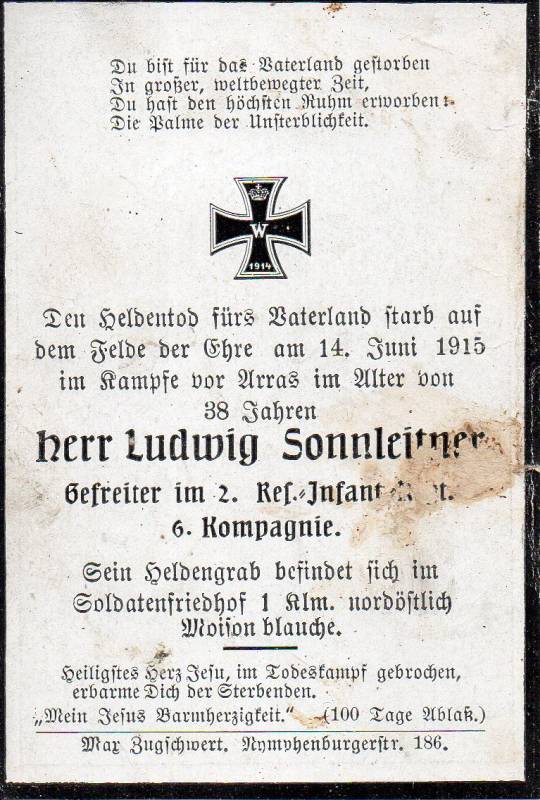 Du bist für das Vaterland gestorben
In großer, weltbewegter Zeit,
Du hast den höchsten Ruhm erworben:
Die Palme der Unsterblichkeit.
W
1914
Den Heldentod fürs Vaterland starb auf
dem Felde der Ehre am 14. Juni 1915
im Kampfe vor Arras im Alter von
38 Jahren
Herr Ludwig Sonnleitner
Gefreiter im 2. Res.-Infant.
6. Kompagnie.
Sein Heldengrab befindet sich im
Soldatenfriedhof 1 Klm. nordöstlich
Moison blauche.
Heiligstes Herz Jesu, im Todeskampf gebrochen,
erbarme Dich der Sterbenden.
„Mein Jesus Barmherzigkeit.“ (100 Tage Ablaß.)
Max Zugschwert. Nymphenburgerstr. 186.